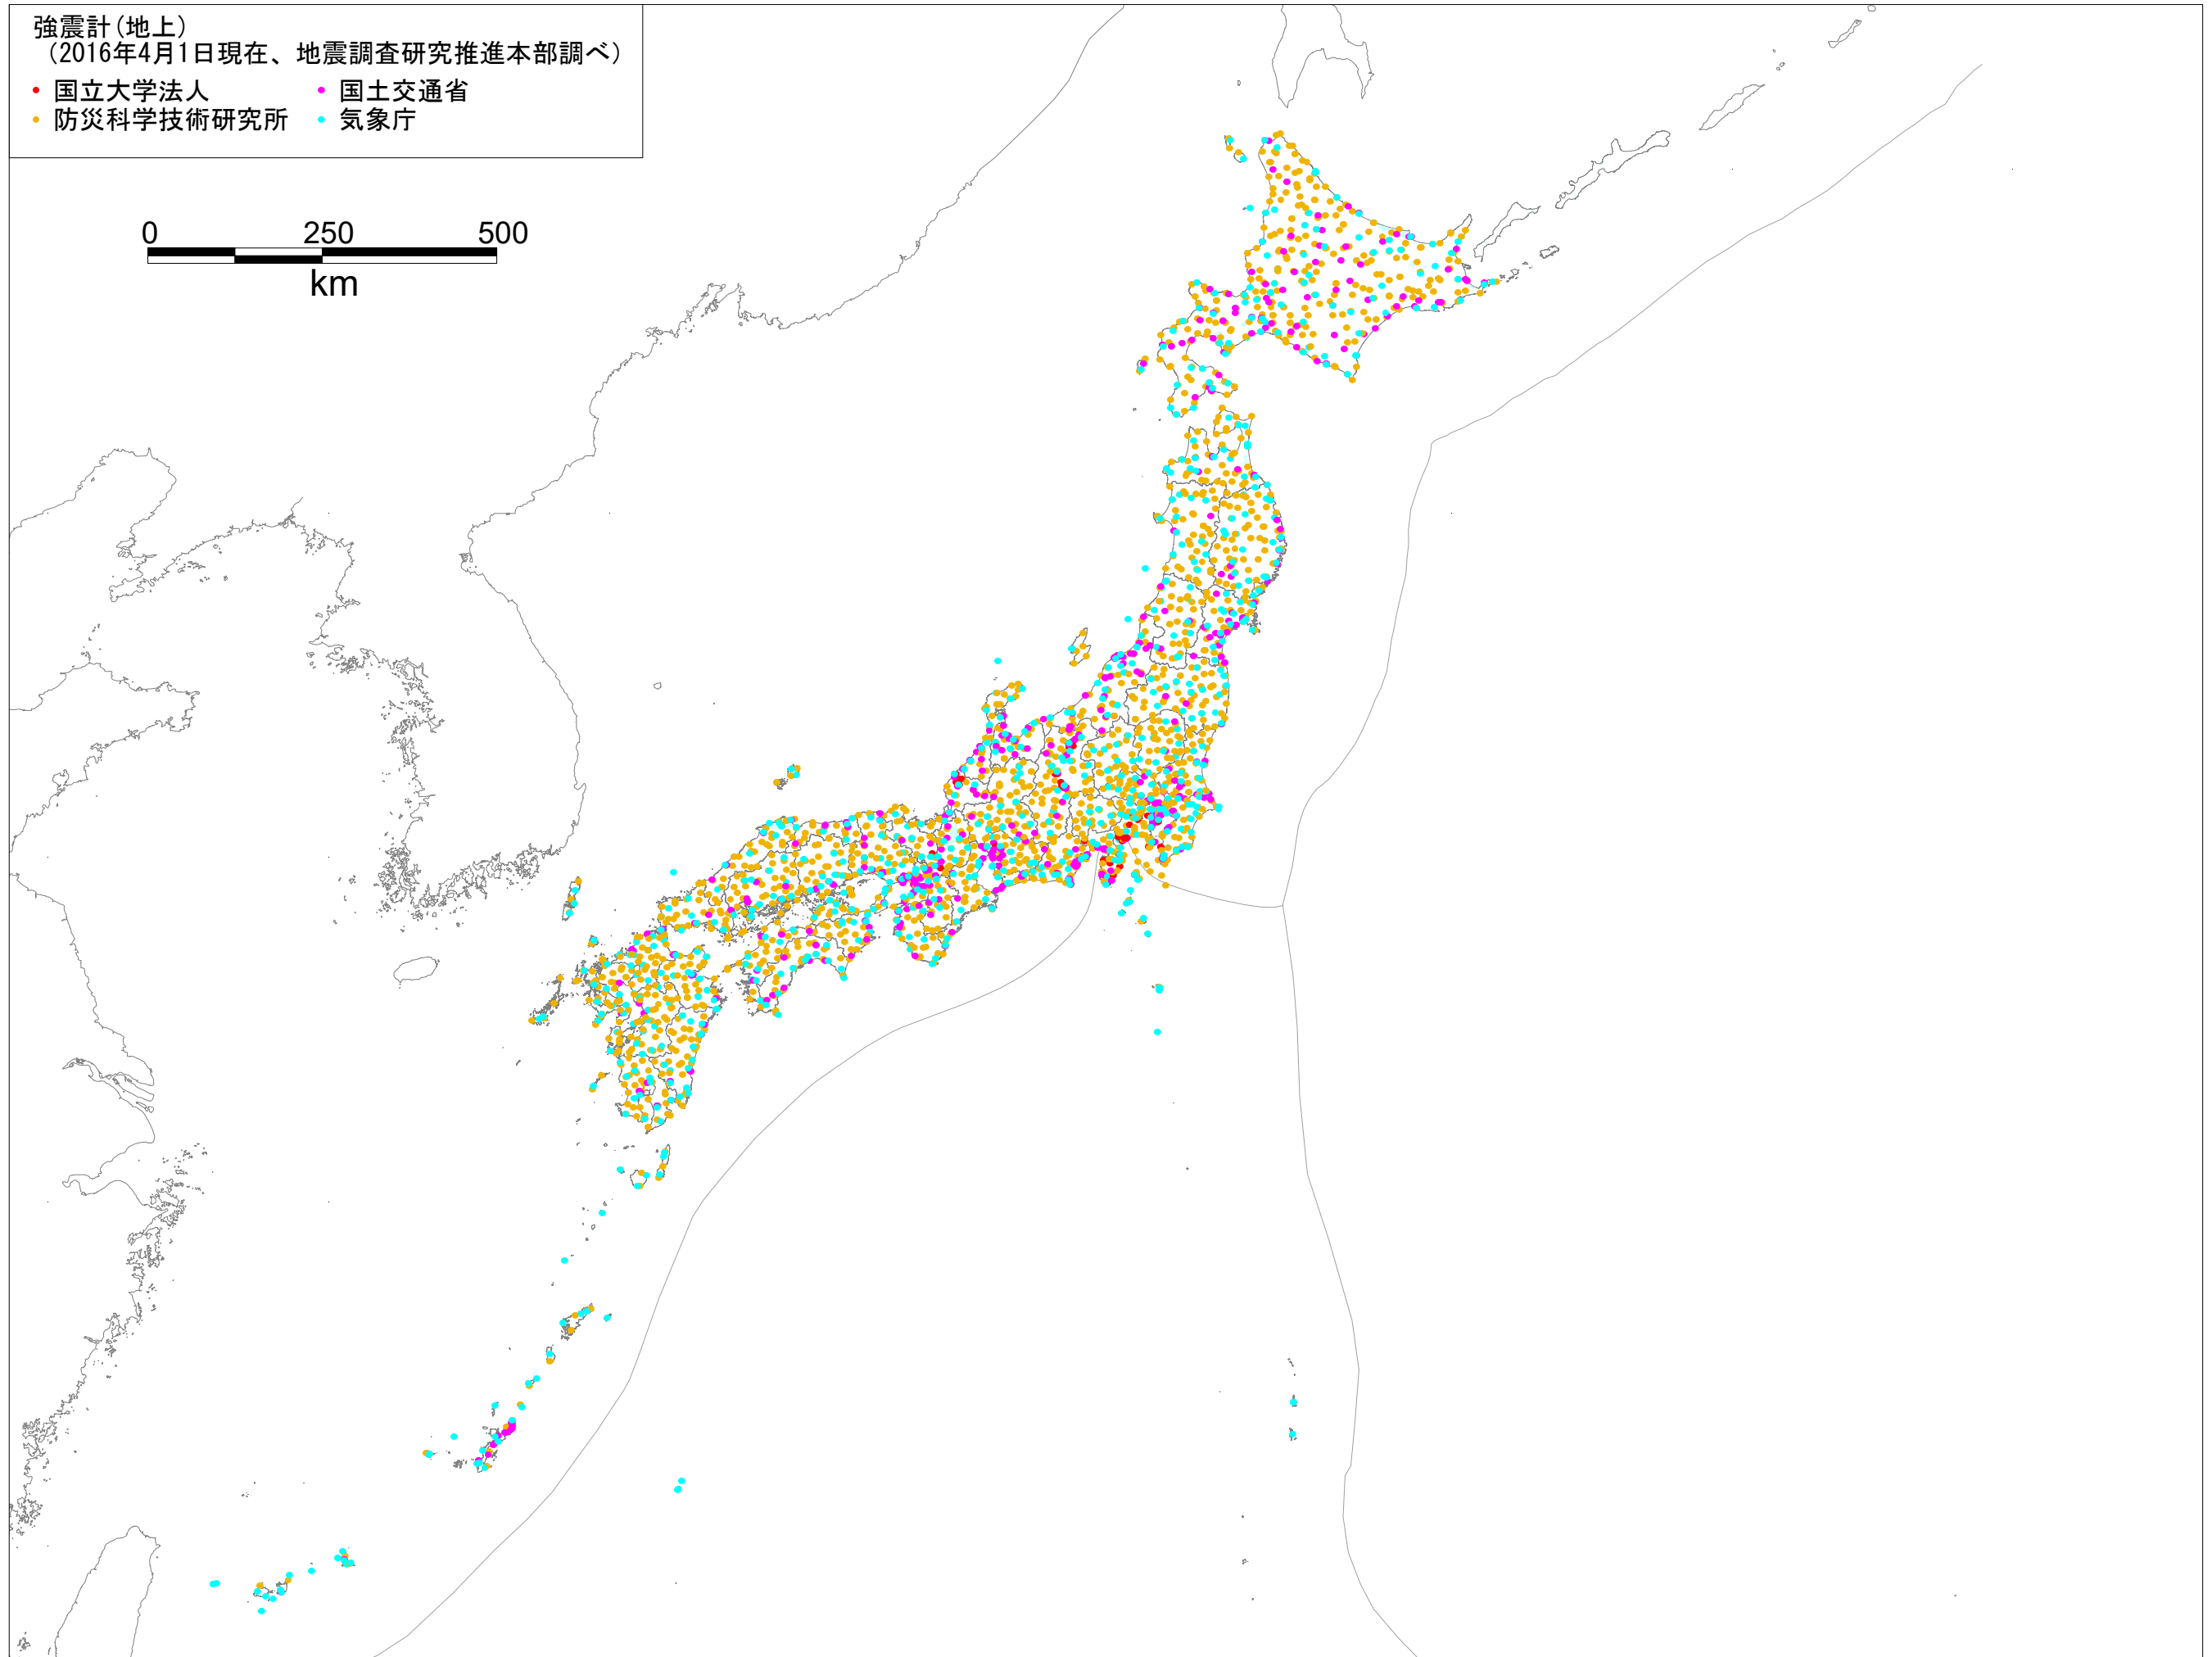 強震計(地上)
(2016年4月1日現在、地震調査研究推進本部調べ)
国立大学法人 国土交通省
防災科学技術研究所 気象庁
0 250 500
km